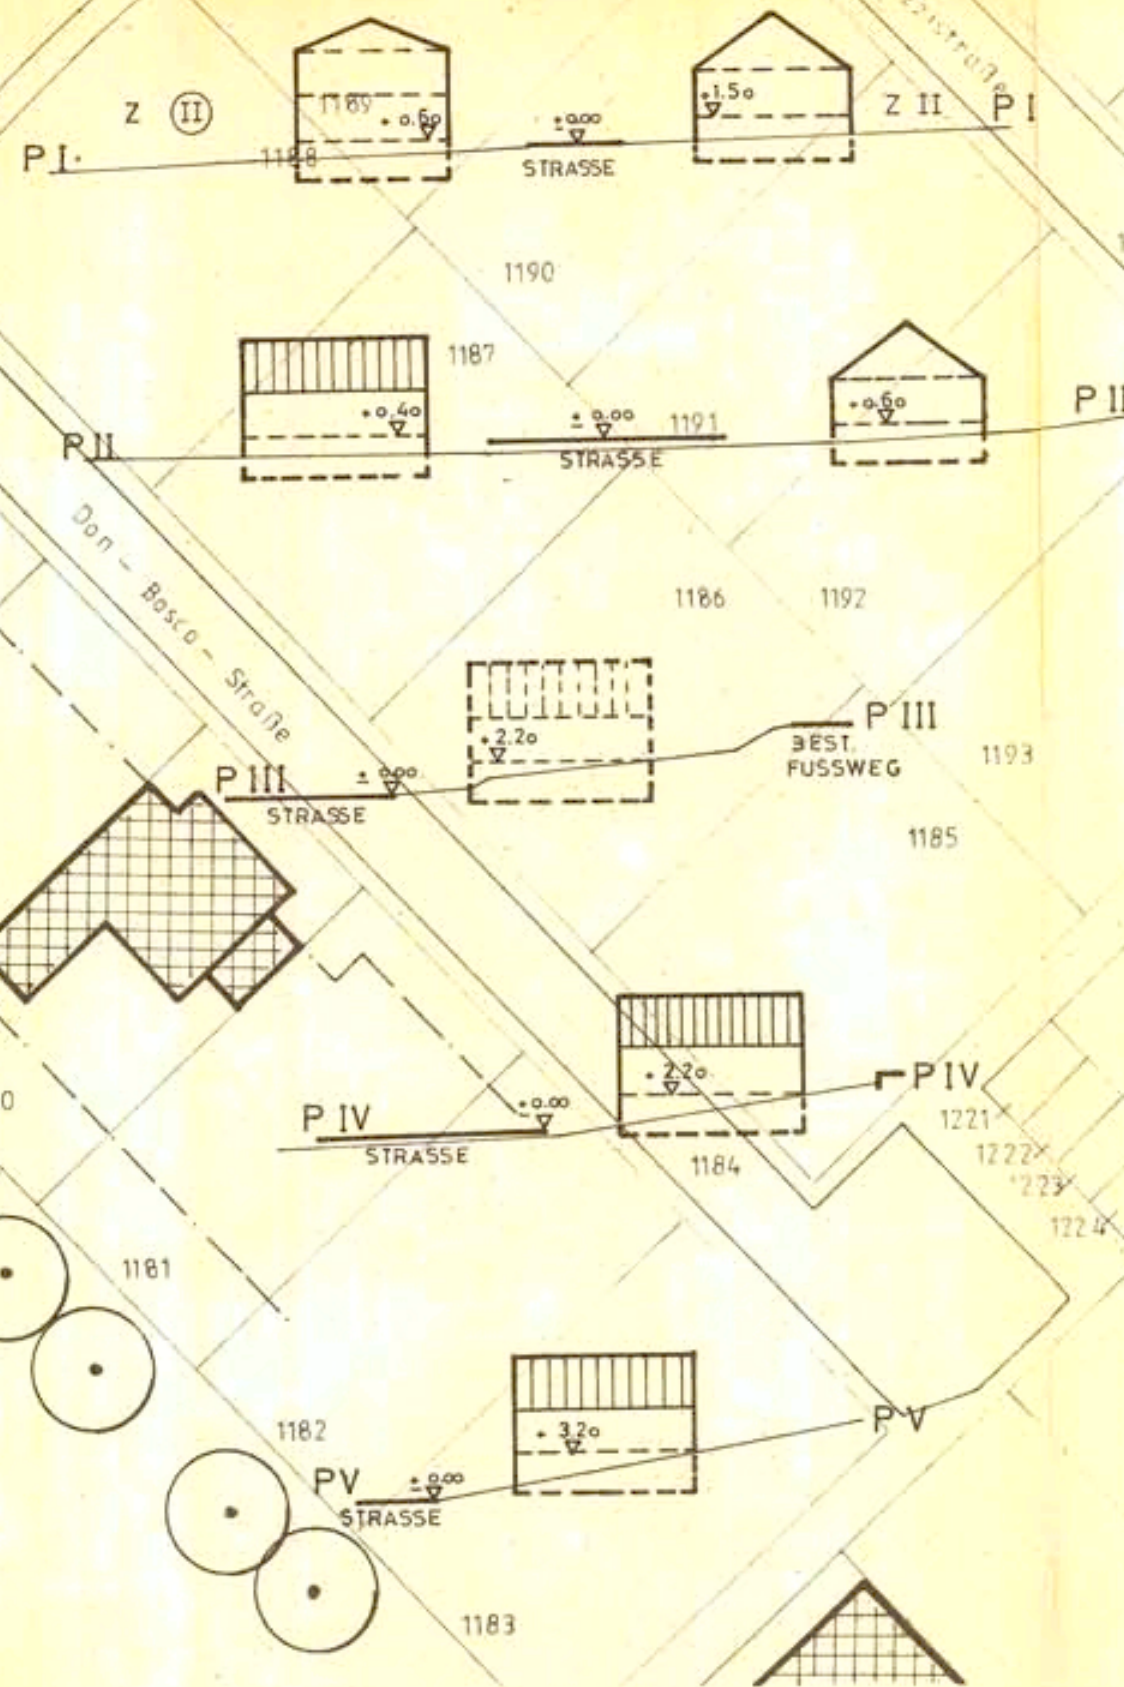 Z II
1189
+ 0.60
± 0.00
+ 1.50
Z II
P I
P I
1188
STRASSE
1190
1187
+ 0.40
± 0.00
1191
+ 0.60
P II
P II
STRASSE
Don - Bosco - Straße
1186
1192
+ 2.20
P III
BEST.
FUSSWEG
1193
P III
± 0.00
STRASSE
1185
+ 2.20
P IV
P IV
+ 0.00
STRASSE
1221
1222
1223
1224
1184
1181
1182
+ 3.20
P V
P V
± 0.00
STRASSE
1183